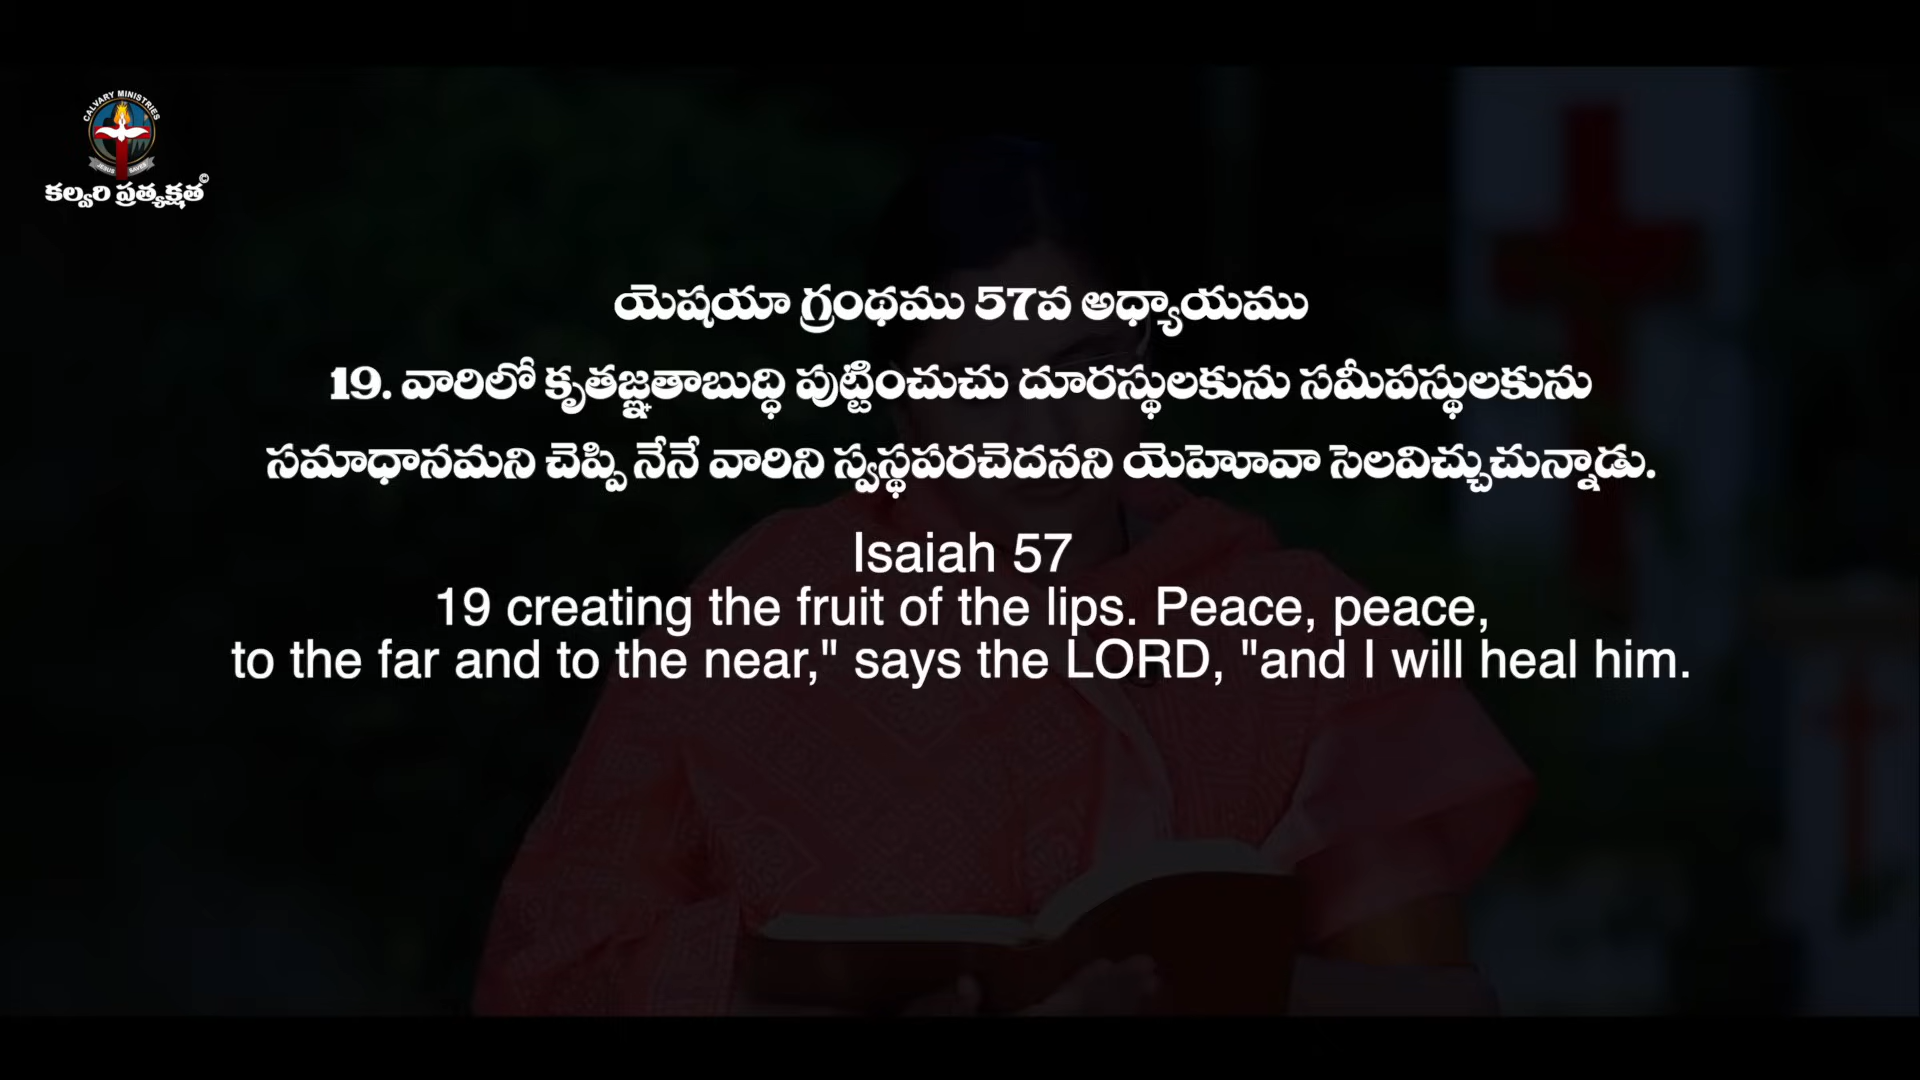 CALVARY MINISTRIES
JESUS SAVES
కల్వరి ప్రత్యక్షత©
యెషయా గ్రంథము 57వ అధ్యాయము
19. వారిలో కృతజ్ఞతాబుద్ధి పుట్టించుచు దూరస్థులకును సమీపస్థులకును
సమాధానమని చెప్పి నేనే వారిని స్వస్థపరచెదనని యెహోవా సెలవిచ్చుచున్నాడు.
Isaiah 57
19 creating the fruit of the lips. Peace, peace,
to the far and to the near," says the LORD, "and I will heal him.